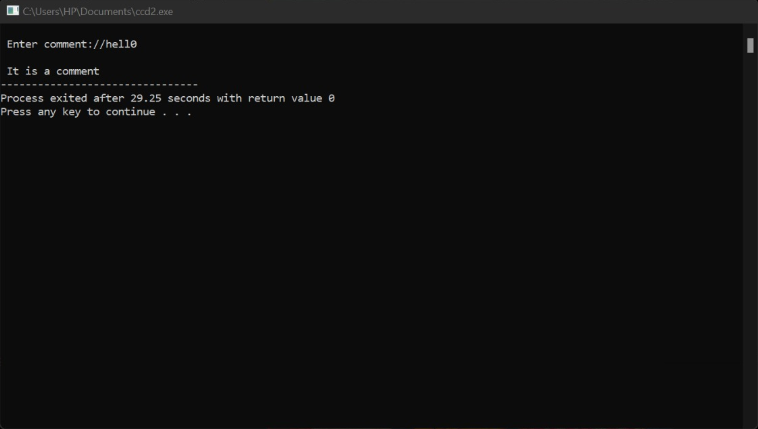 C:\Users\HP\Documents\ccd2.exe
Enter comment://hell0
It is a comment
--------------------------------
Process exited after 29.25 seconds with return value 0
Press any key to continue . . .